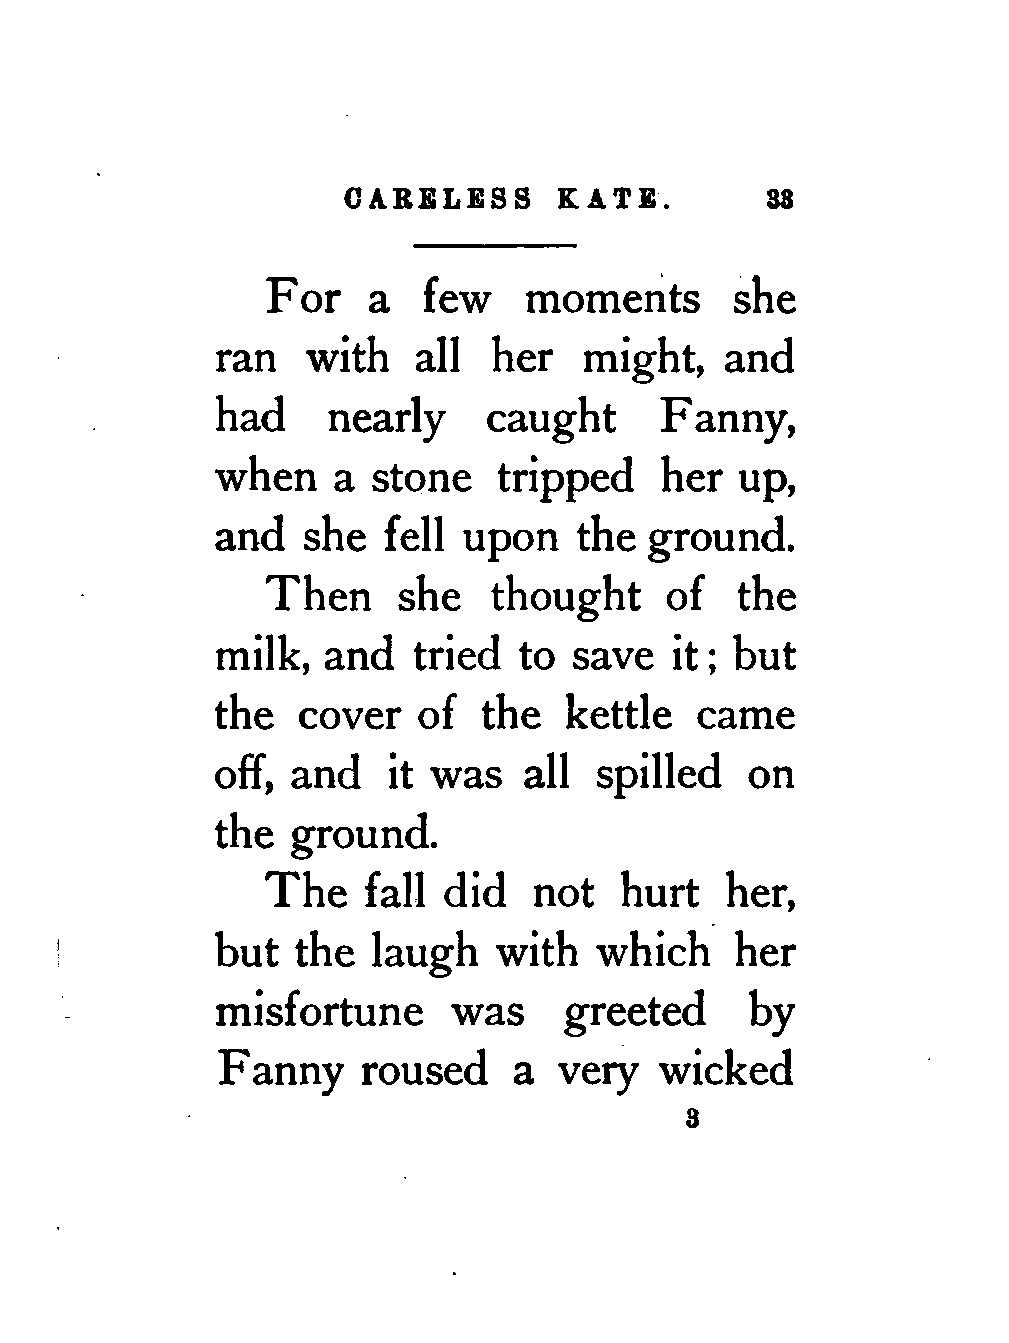 CARELESS KATE. 33
For a few moments she
ran with all her might, and
had nearly caught Fanny,
when a stone tripped her up,
and she fell upon the ground.
Then she thought of the
milk, and tried to save it; but
the cover of the kettle came
off, and it was all spilled on
the ground.
The fall did not hurt her,
but the laugh with which her
misfortune was greeted by
Fanny roused a very wicked
3